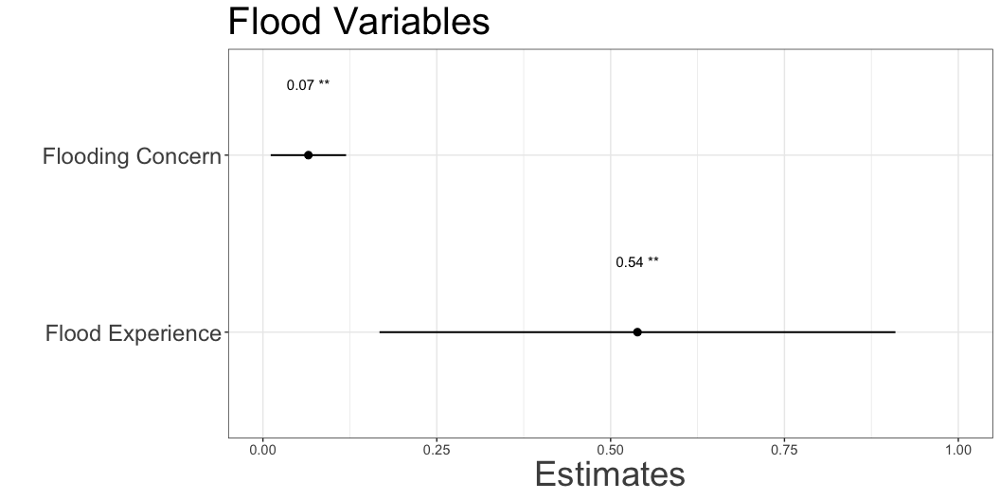 Flood Variables
0.07 **
Flooding Concern
0.54 **
Flood Experience
0.00 0.25 0.50 0.75 1.00
Estimates